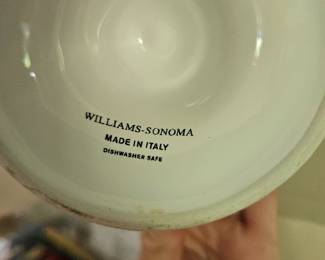 WILLIAMS-SONOMA
MADE IN ITALY
DISHWASHER SAFE